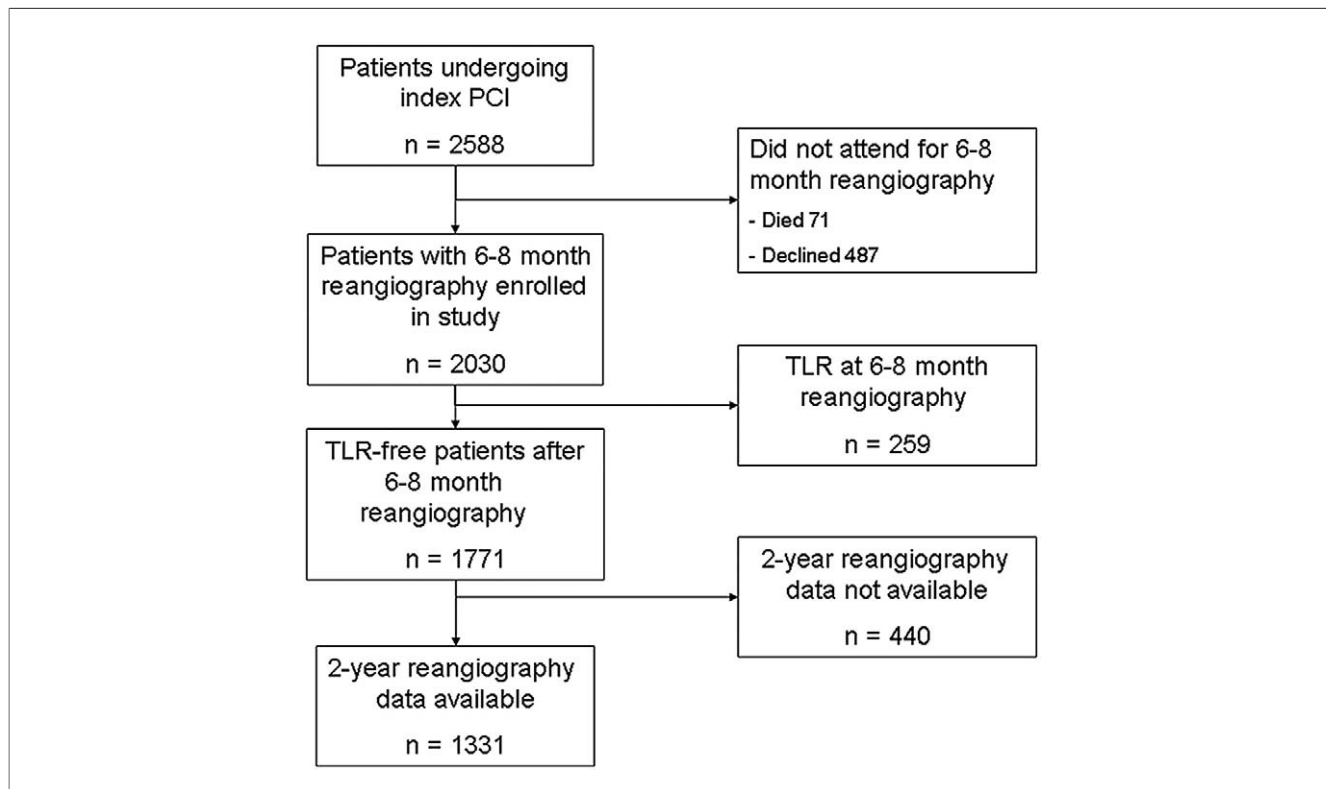 Patients undergoing
index PCI
n = 2588
Did not attend for 6-8
month reangiography
- Died 71
- Declined 487
Patients with 6-8 month
reangiography enrolled
in study
n = 2030
TLR at 6-8 month
reangiography
n = 259
TLR-free patients after
6-8 month
reangiography
n = 1771
2-year reangiography
data not available
n = 440
2-year reangiography
data available
n = 1331